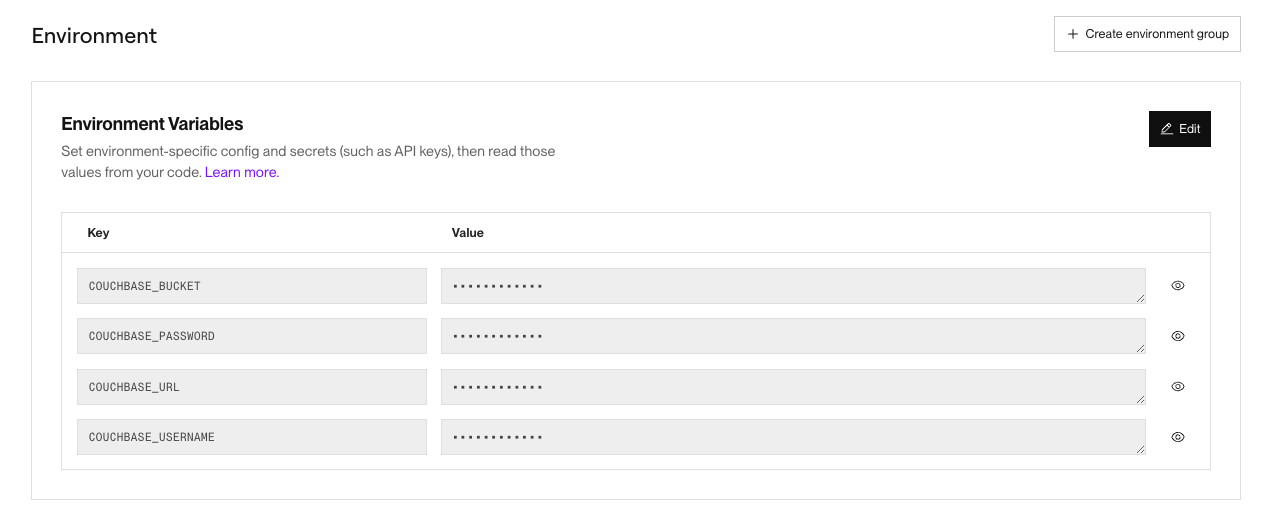 Environment
+ Create environment group
Environment Variables
Edit
Set environment-specific config and secrets (such as API keys), then read those
values from your code. Learn more.
Key Value
COUCHBASE_BUCKET ••••••••••••
COUCHBASE_PASSWORD ••••••••••••
COUCHBASE_URL ••••••••••••
COUCHBASE_USERNAME ••••••••••••